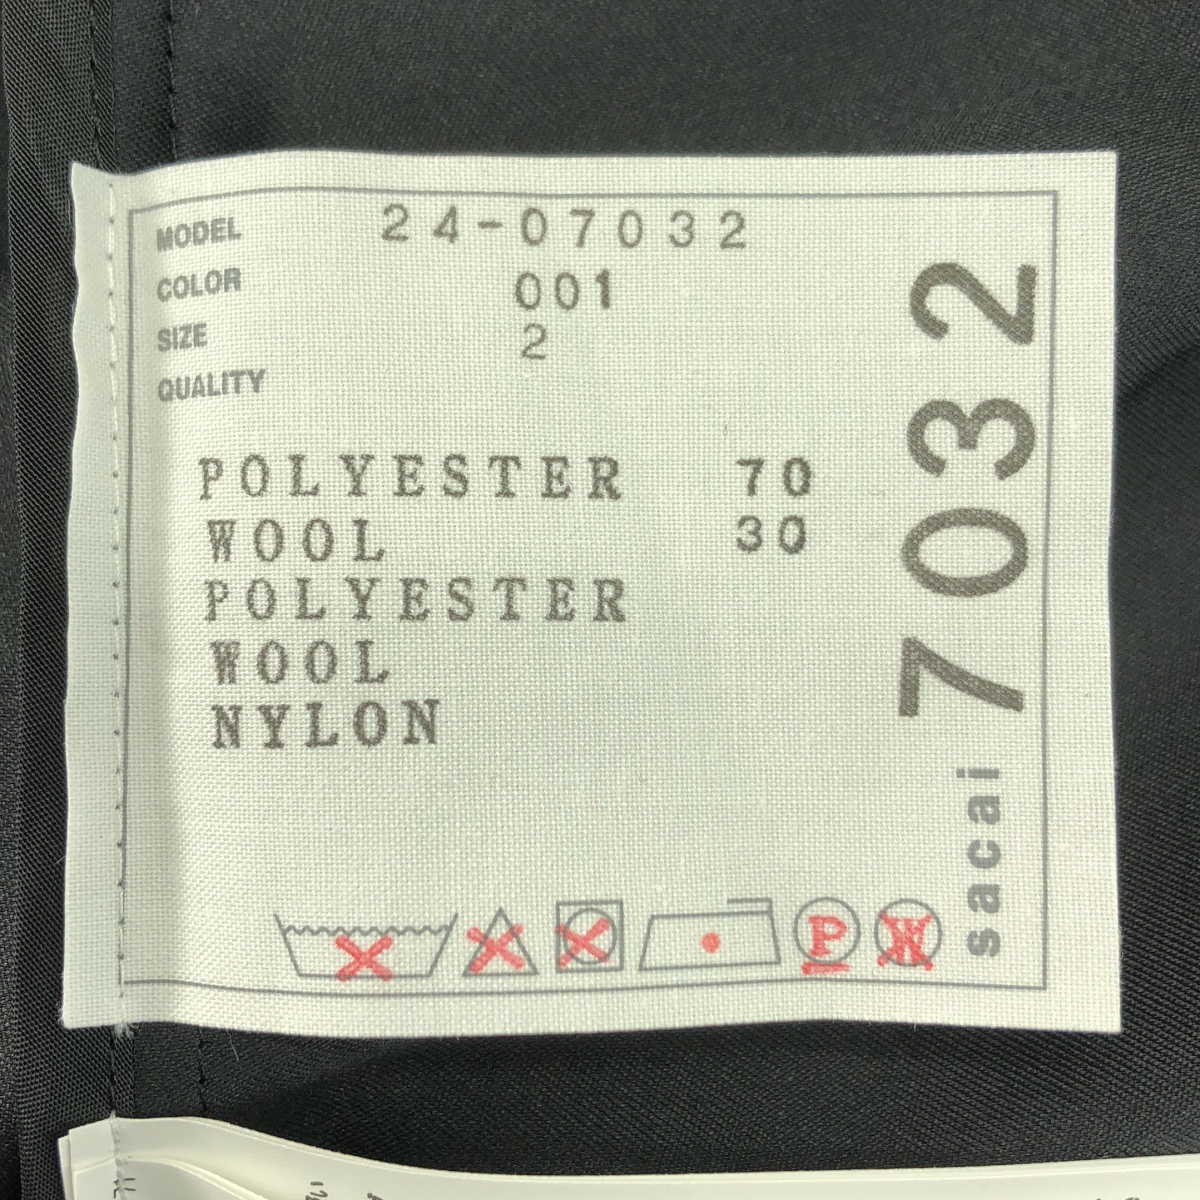 MODEL 24-07032
COLOR 001
SIZE 2
QUALITY
POLYESTER 70
WOOL 30
POLYESTER
WOOL
NYLON
P W
sacai 7032